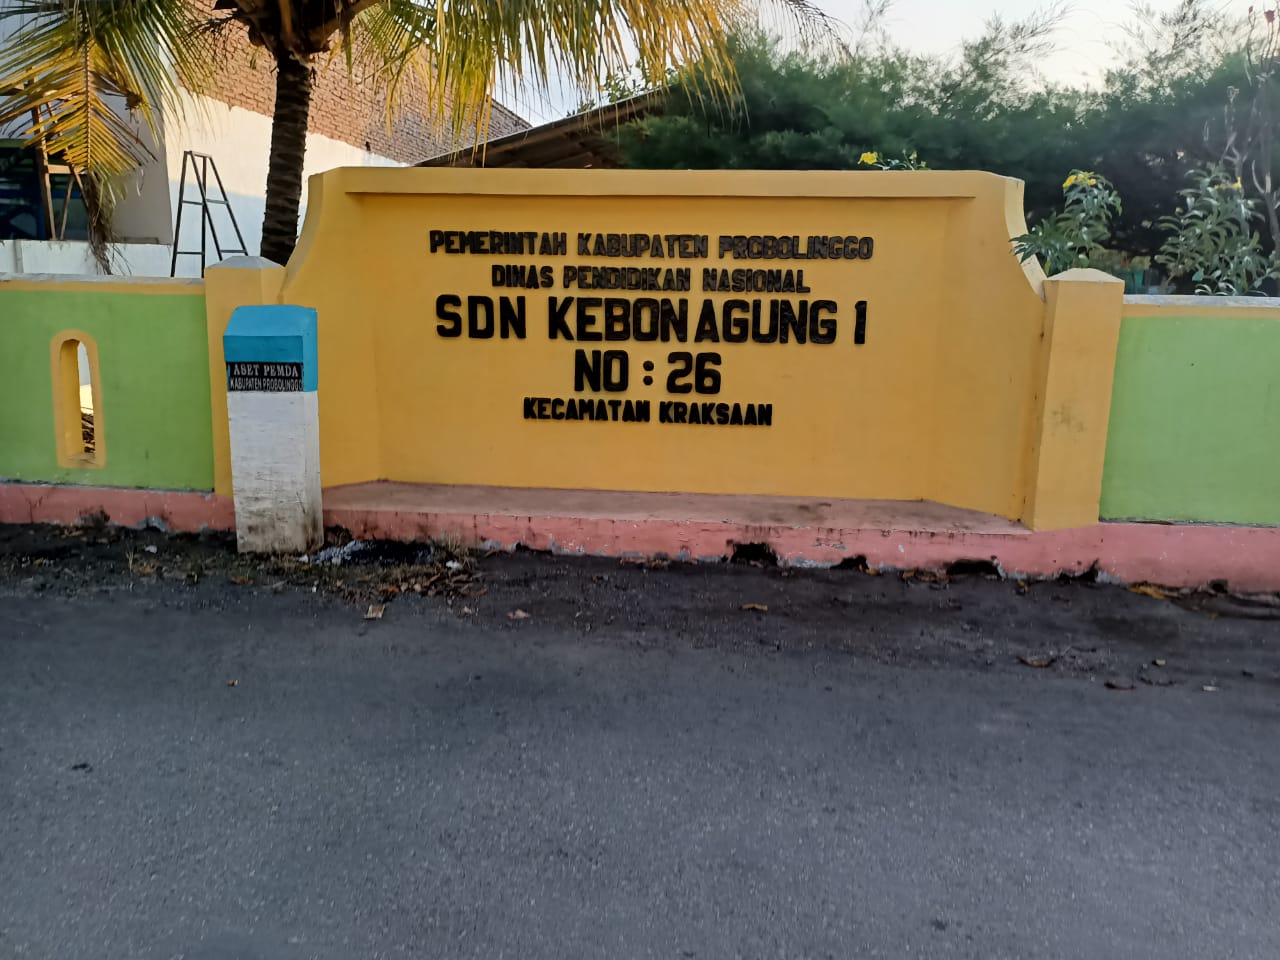 PEMERINTAH KABUPATEN PROBOLINGGO
DINAS PENDIDIKAN NASIONAL
SDN KEBONAGUNG 1
NO : 26
KECAMATAN KRAKSAAN
ASET PEMDA
KABUPATEN PROBOLINGGO